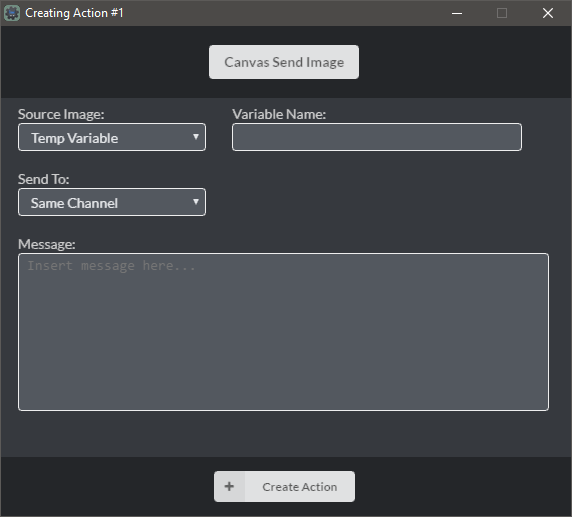 Creating Action #1
Canvas Send Image
Source Image: Variable Name:
Temp Variable
Send To:
Same Channel
Message:
Insert message here...
Create Action